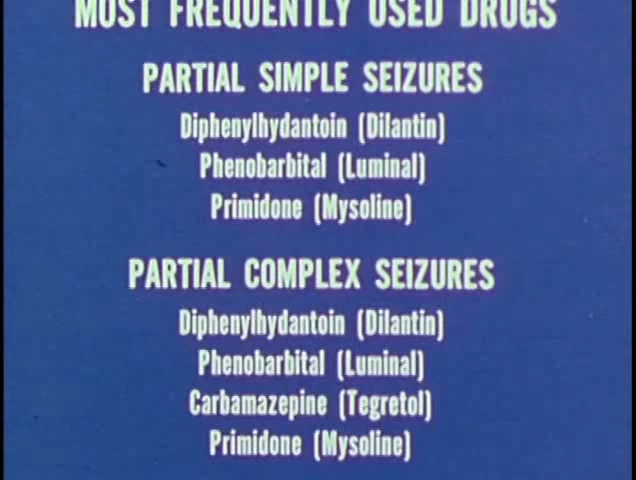 MOST FREQUENTLY USED DRUGS
PARTIAL SIMPLE SEIZURES
Diphenylhydantoin (Dilantin)
Phenobarbital (Luminal)
Primidone (Mysoline)
PARTIAL COMPLEX SEIZURES
Diphenylhydantoin (Dilantin)
Phenobarbital (Luminal)
Carbamazepine (Tegretol)
Primidone (Mysoline)